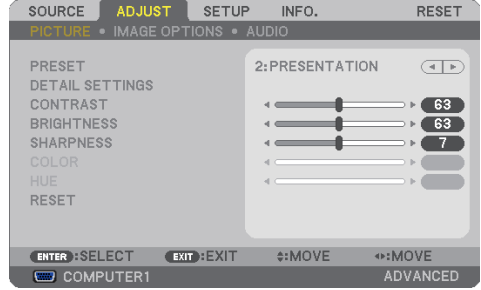 SOURCE ADJUST SETUP INFO. RESET
PICTURE • IMAGE OPTIONS • AUDIO
PRESET 2:PRESENTATION
DETAIL SETTINGS
CONTRAST 63
BRIGHTNESS 63
SHARPNESS 7
COLOR
HUE
RESET
ENTER :SELECT EXIT :EXIT :MOVE :MOVE
COMPUTER1 ADVANCED